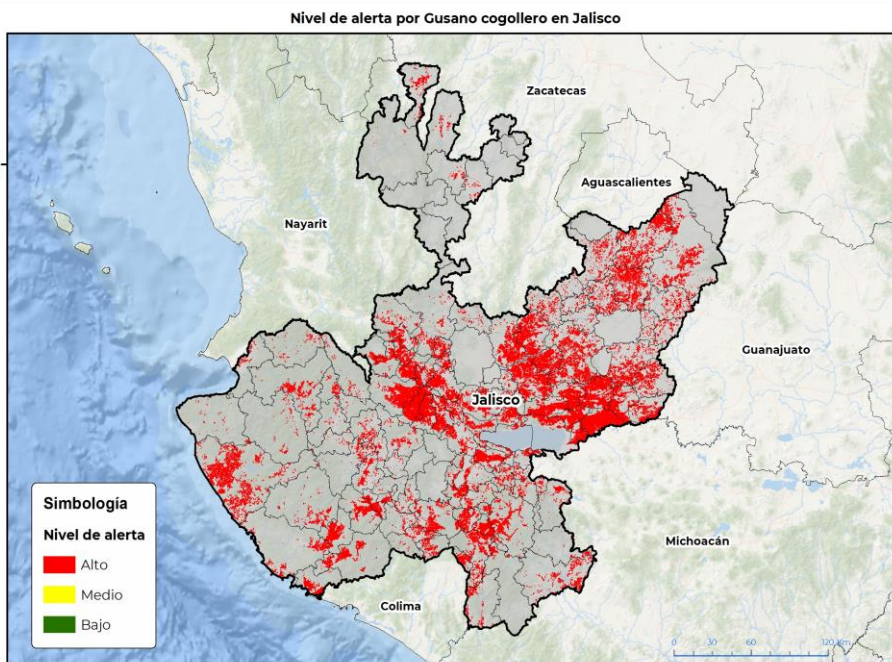 Nivel de alerta por Gusano cogollero en Jalisco
Zacatecas
Aguascalientes
Nayarit
Guanajuato
Jalisco
Michoacán
Colima
Simbología
Nivel de alerta
Alto
Medio
Bajo
0 30 60 120 Km